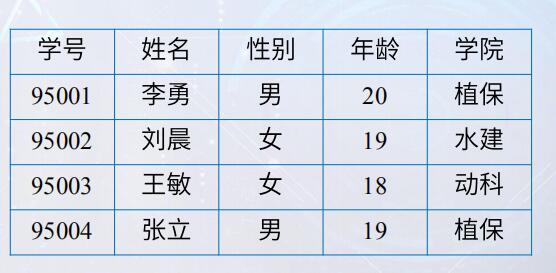 学号 姓名 性别 年龄 学院
95001 李勇 男 20 植保
95002 刘晨 女 19 水建
95003 王敏 女 18 动科
95004 张立 男 19 植保